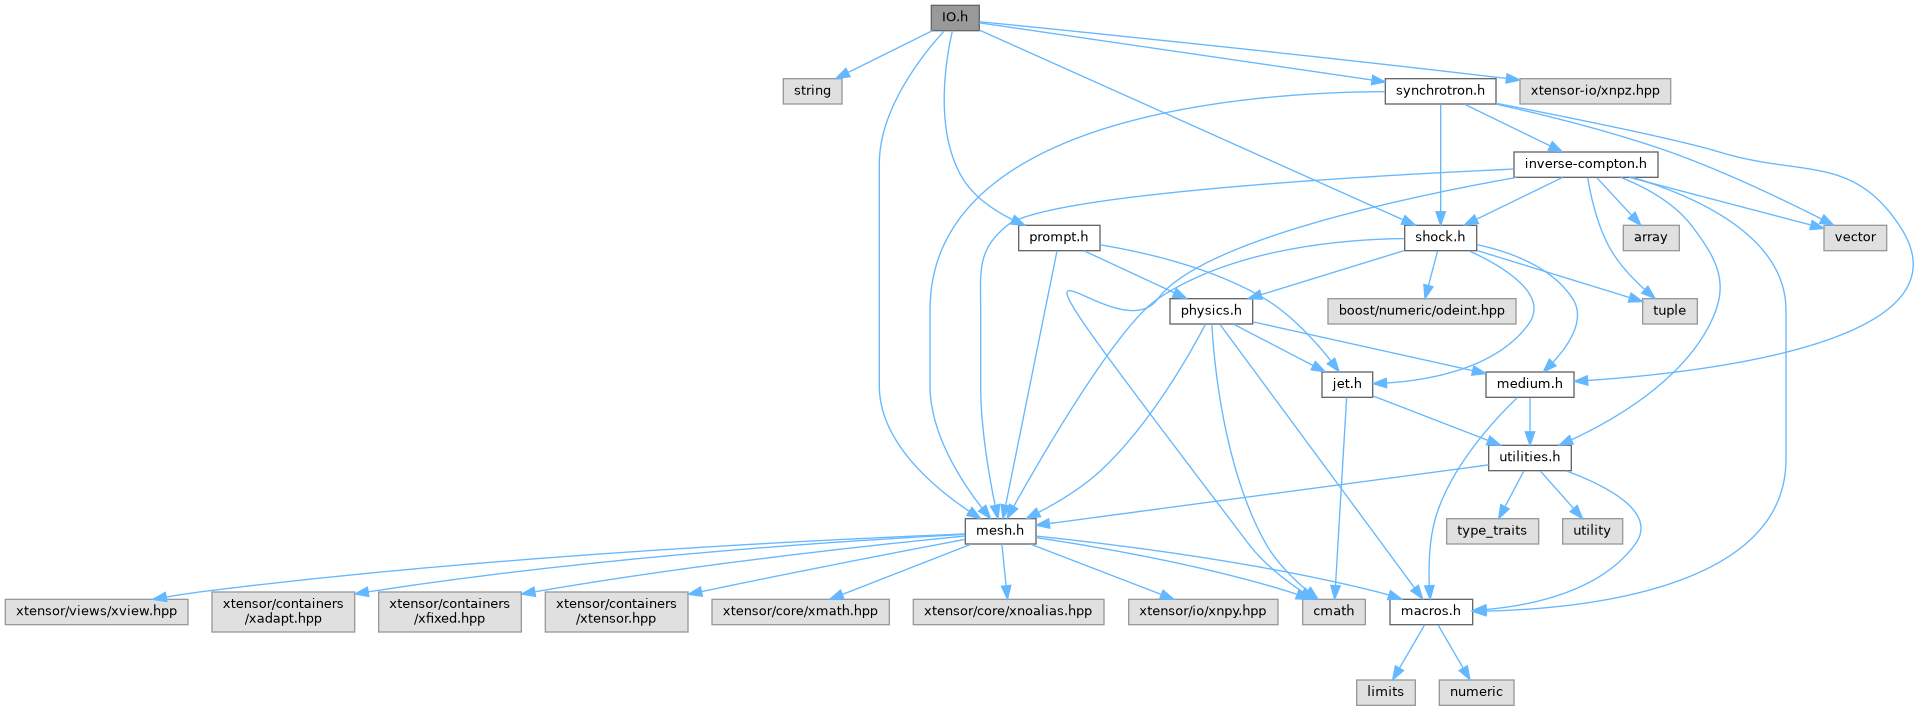 IO.h
string
synchrotron.h
xtensor-io/xnpz.hpp
inverse-compton.h
prompt.h
shock.h
array
vector
physics.h
boost/numeric/odeint.hpp
tuple
jet.h
medium.h
utilities.h
mesh.h
type_traits
utility
xtensor/views/xview.hpp
xtensor/containers
/xadapt.hpp
xtensor/containers
/xfixed.hpp
xtensor/containers
/xtensor.hpp
xtensor/core/xmath.hpp
xtensor/core/xnoalias.hpp
xtensor/io/xnpy.hpp
cmath
macros.h
limits
numeric